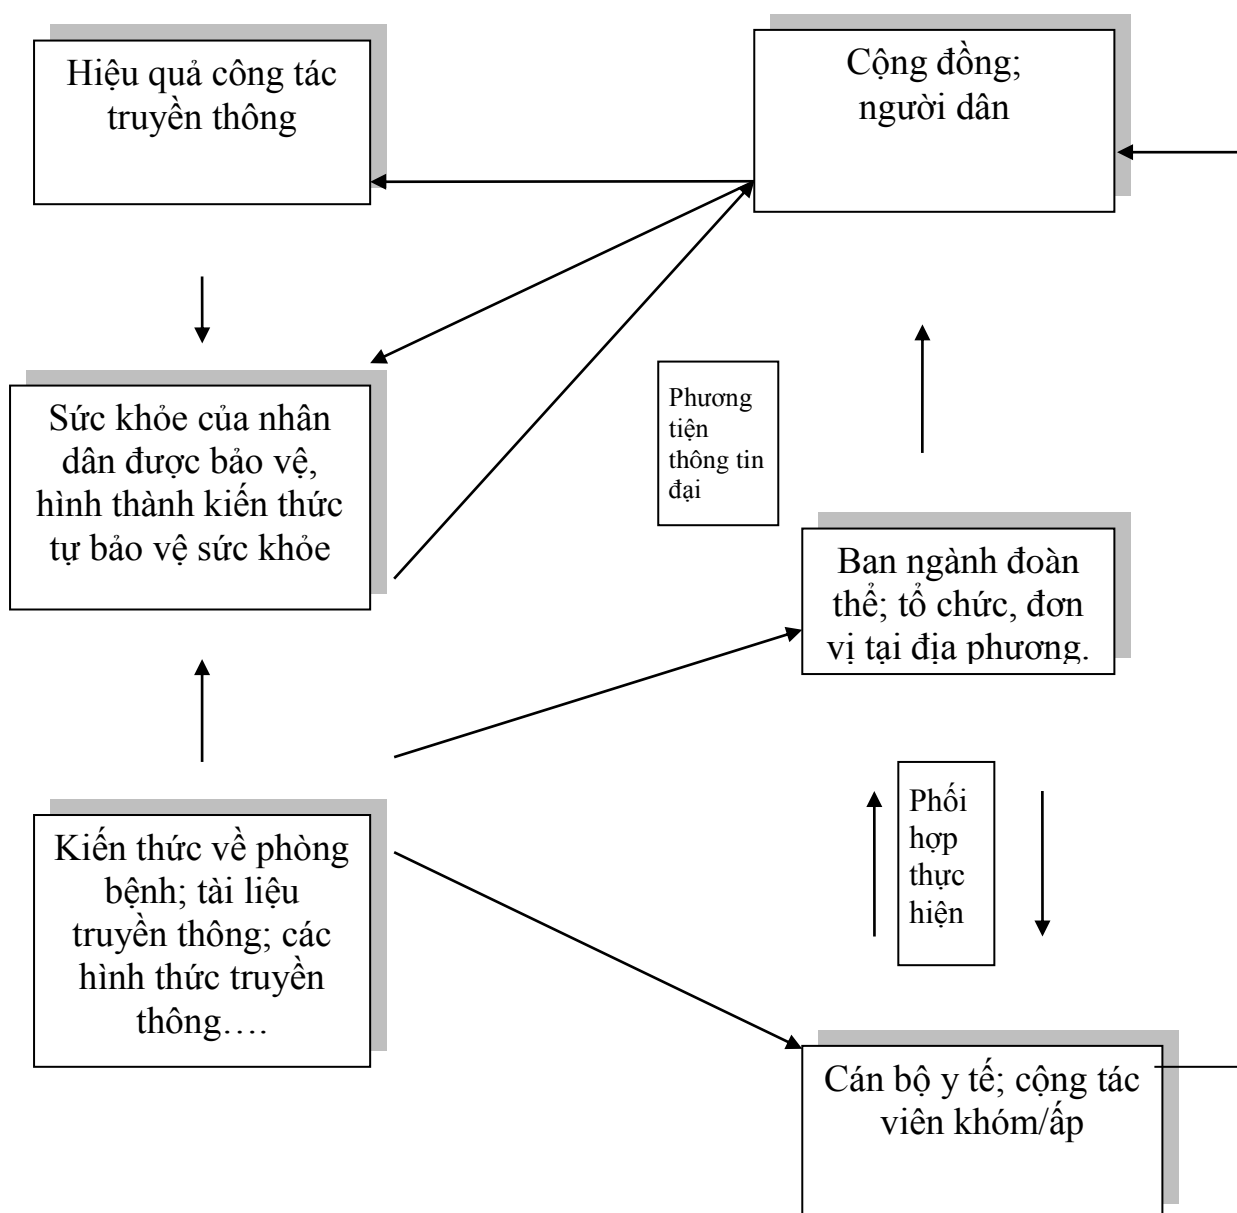 Hiệu quả công tác
truyền thông
Cộng đồng;
người dân
Phương
tiện
thông tin
đại
Sức khỏe của nhân
dân được bảo vệ,
hình thành kiến thức
tự bảo vệ sức khỏe
Ban ngành đoàn
thể; tổ chức, đơn
vị tại địa phương.
Phối
hợp
thực
hiện
Kiến thức về phòng
bệnh; tài liệu
truyền thông; các
hình thức truyền
thông….
Cán bộ y tế; cộng tác
viên khóm/ấp